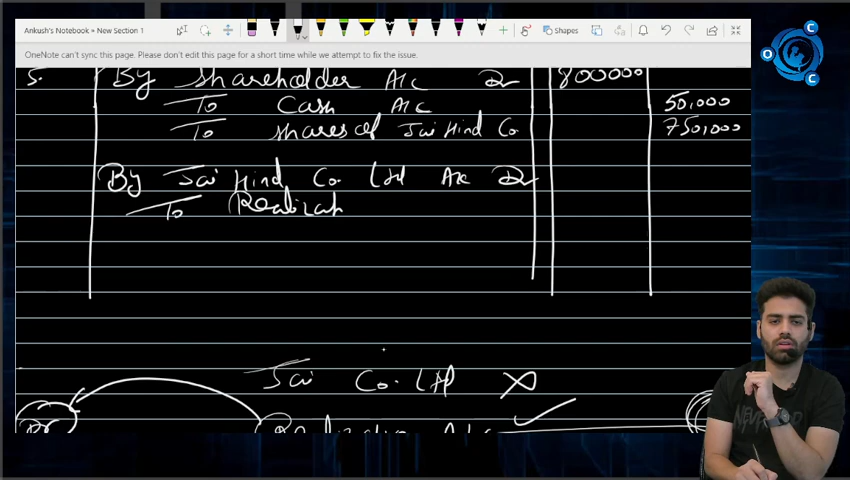 Ankush's Notebook » New Section 1
Shapes
OneNote can't sync this page. Please don't edit this page for a short time while we attempt to fix the issue.
5. By Shareholder A/c Dr 800000
To Cash A/c 50,000
To shares of Jai Hind Co 750,000
By Jai Hind Co. Ltd A/c Dr
To Realizat
Jai Co. Ltd
Realization A/c
O C C